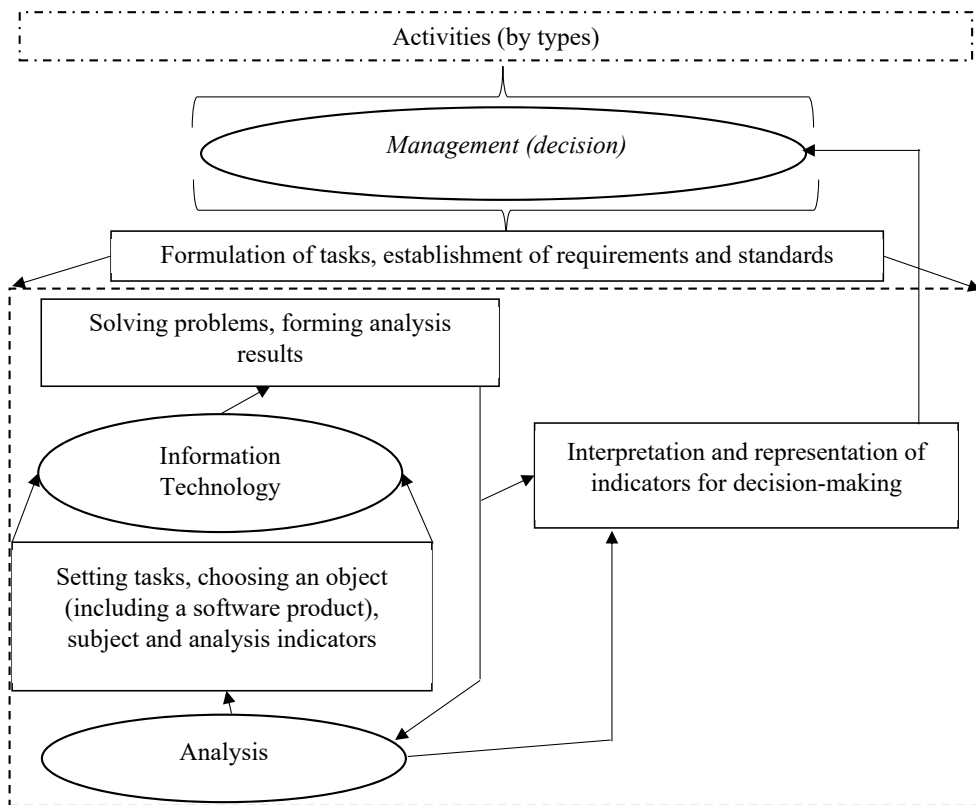 Activities (by types)
Management (decision)
Formulation of tasks, establishment of requirements and standards
Solving problems, forming analysis
results
Information
Technology
Interpretation and representation of
indicators for decision-making
Setting tasks, choosing an object
(including a software product),
subject and analysis indicators
Analysis